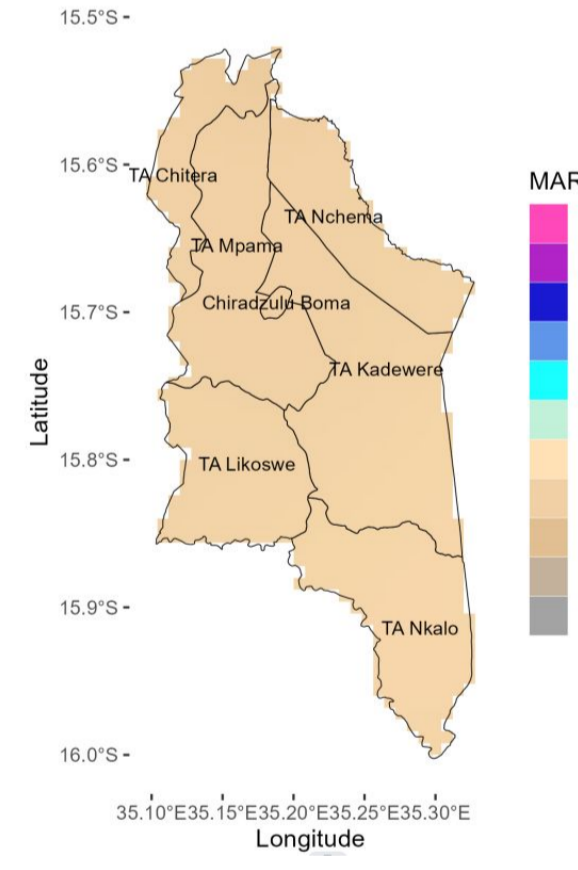 15.5°S
15.6°S
15.7°S
15.8°S
15.9°S
16.0°S
Latitude
TA Chitera
TA Nchema
TA Mpama
Chiradzulu Boma
TA Kadewere
TA Likoswe
TA Nkalo
35.10°E35.15°E35.20°E35.25°E35.30°E
Longitude
MAR